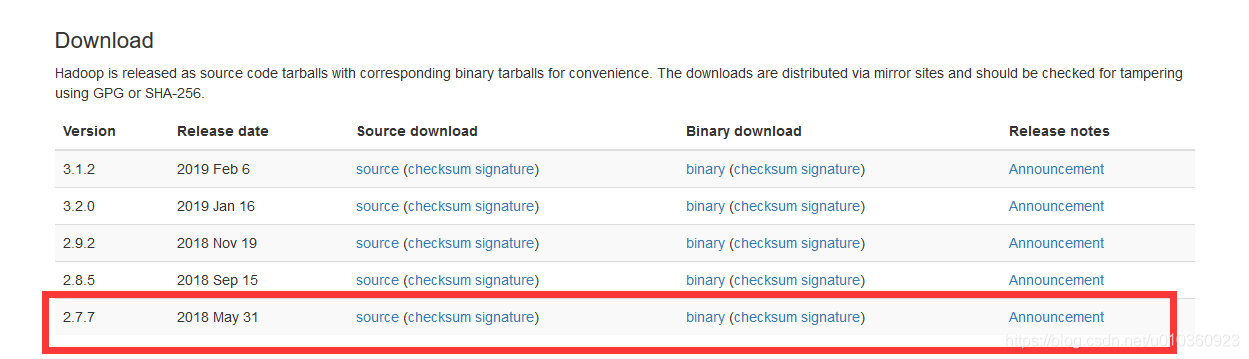 Download
Hadoop is released as source code tarballs with corresponding binary tarballs for convenience. The downloads are distributed via mirror sites and should be checked for tampering
using GPG or SHA-256.
Version Release date Source download Binary download Release notes
3.1.2 2019 Feb 6 source (checksum signature) binary (checksum signature) Announcement
3.2.0 2019 Jan 16 source (checksum signature) binary (checksum signature) Announcement
2.9.2 2018 Nov 19 source (checksum signature) binary (checksum signature) Announcement
2.8.5 2018 Sep 15 source (checksum signature) binary (checksum signature) Announcement
2.7.7 2018 May 31 source (checksum signature) binary (checksum signature) Announcement
https://blog.csdn.net/u010360923